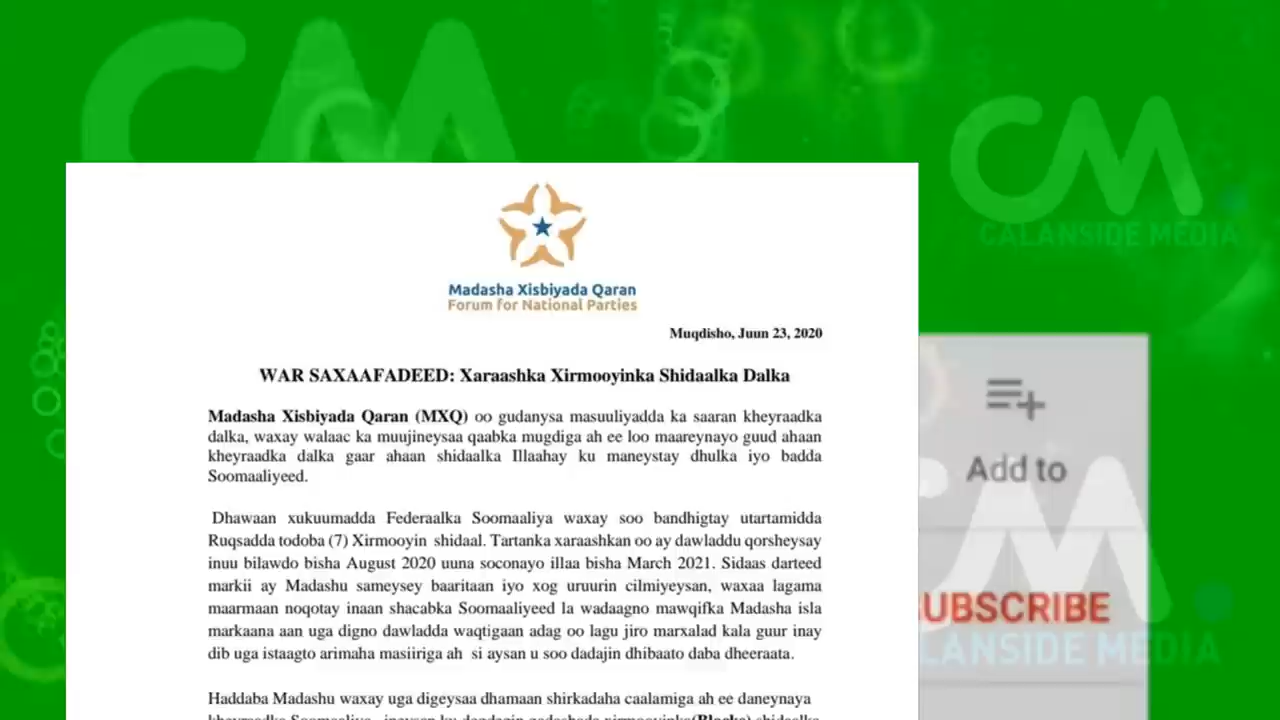 CM
CM
CALANSIDE MEDIA
Madasha Xisbiyada Qaran
Forum for National Parties
Muqdisho, Juun 23, 2020
WAR SAXAAFADEED: Xaraashka Xirmooyinka Shidaalka Dalka
Madasha Xisbiyada Qaran (MXQ) oo gudanysa masuuliyadda ka saaran kheyraadka
dalka, waxay walaac ka muujineysaa qaabka mugdiga ah ee loo maareynayo guud ahaan
kheyraadka dalka gaar ahaan shidaalka Illaahay ku maneystay dhulka iyo badda
Soomaaliyeed.
Dhawaan xukuumadda Federaalka Soomaaliya waxay soo bandhigtay utartamidda
Ruqsadda todoba (7) Xirmooyin shidaal. Tartanka xaraashkan oo ay dawladdu qorsheysay
inuu bilawdo bisha August 2020 uuna soconayo illaa bisha March 2021. Sidaas darteed
markii ay Madashu sameysey baaritaan iyo xog uruurin cilmiyeysan, waxaa lagama
maarmaan noqotay inaan shacabka Soomaaliyeed la wadaagno mawqifka Madasha isla
markaana aan uga digno dawladda waqtigaan adag oo lagu jiro marxalad kala guur inay
dib uga istaagto arimaha masiiriga ah si aysan u soo dadajin dhibaato daba dheeraata.
Haddaba Madashu waxay uga digeysaa dhamaan shirkadaha caalamiga ah ee daneynaya
Add to
UBSCRIBE
LANSIDE MEDIA